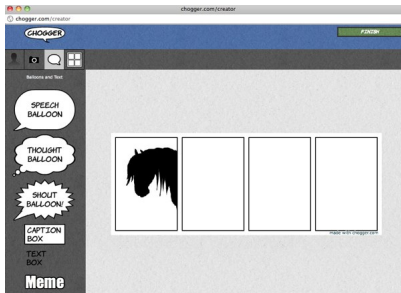 chogger.com/creator
chogger.com/creator
CHOGGER
FINISH
Balloons and Text
SPEECH
BALLOON
THOUGHT
BALLOON
SHOUT
BALLOON!
CAPTION
BOX
TEXT
BOX
Meme
made with chogger.com